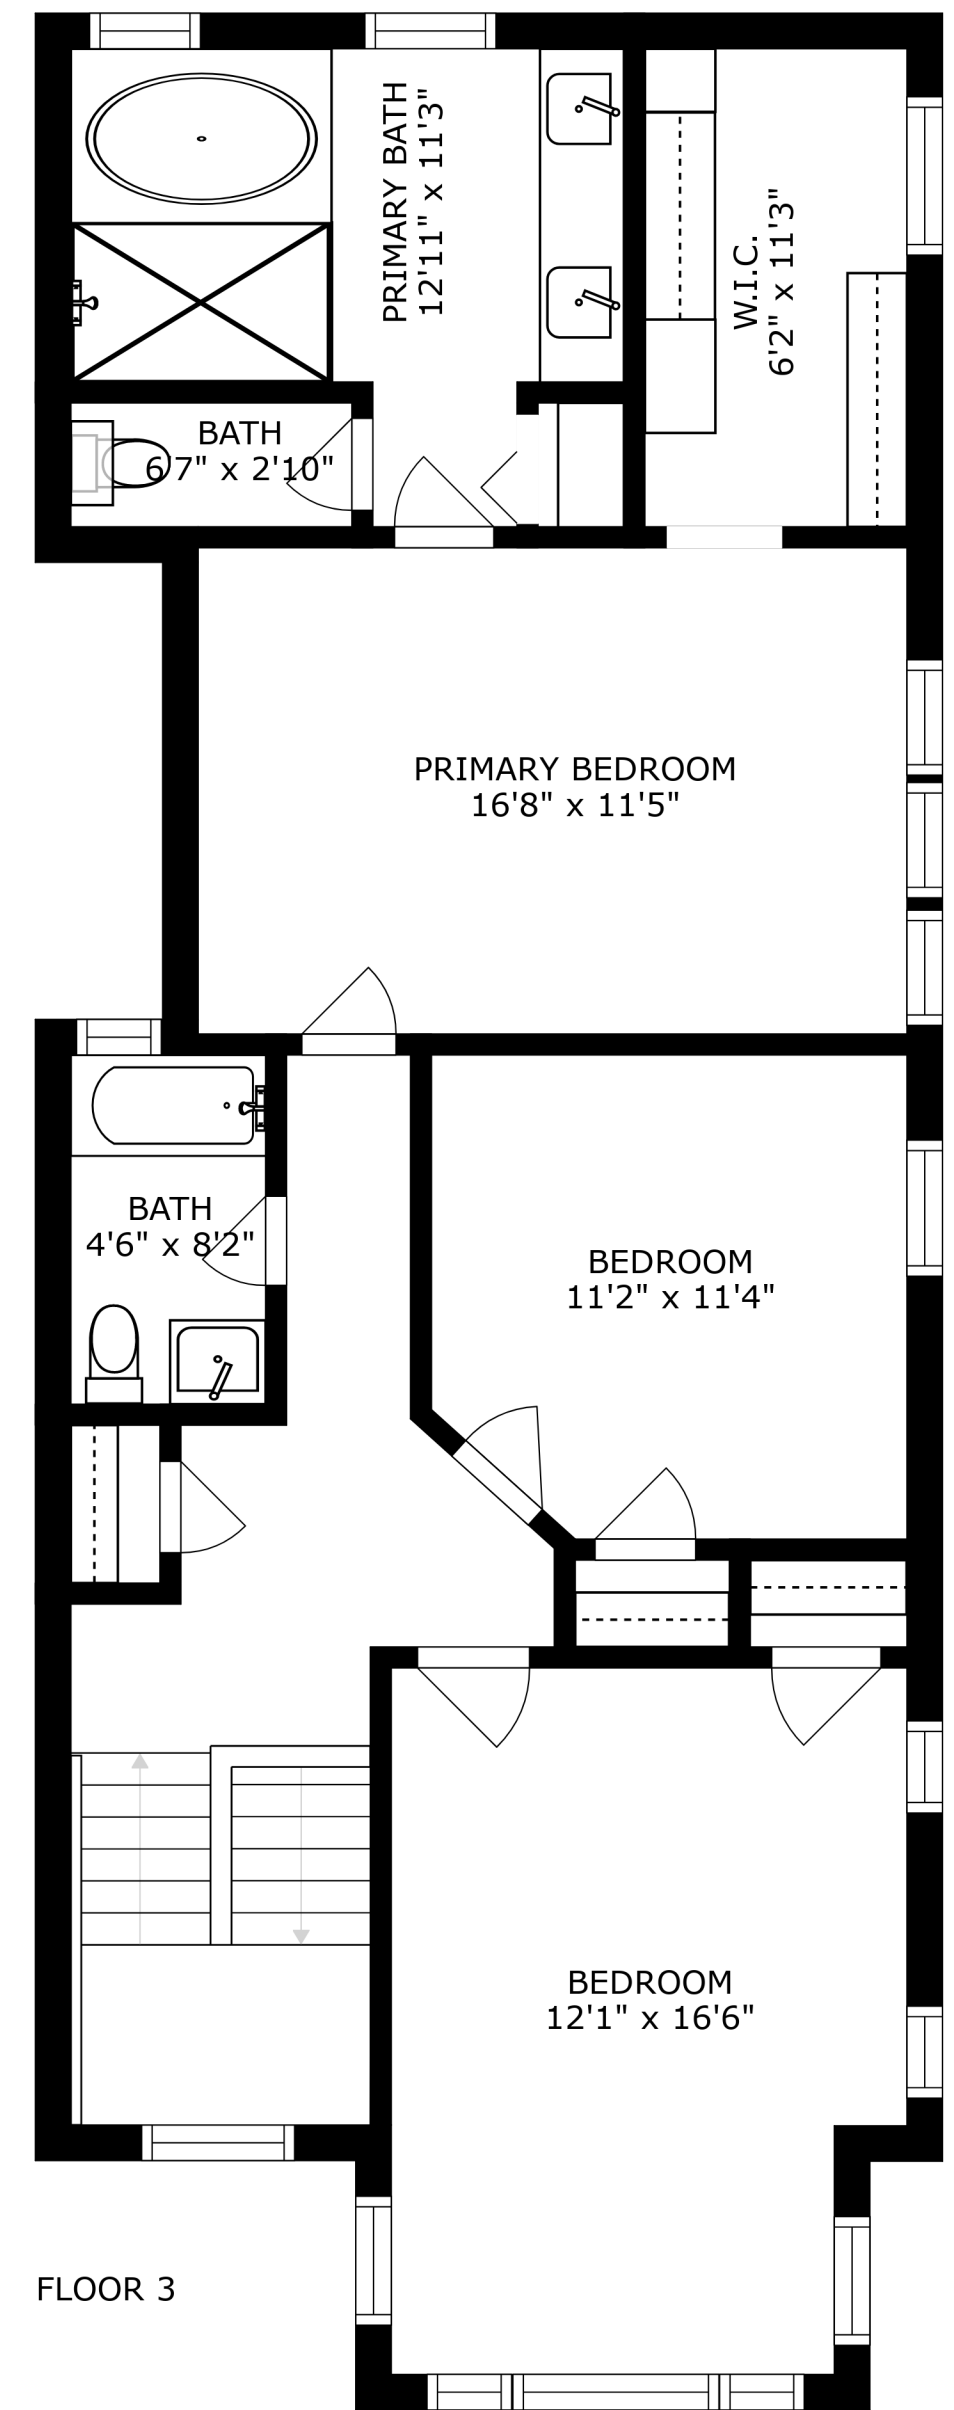 PRIMARY BATH
12'11" x 11'3"
W.I.C.
6'2" x 11'3"
BATH
6'7" x 2'10"
PRIMARY BEDROOM
16'8" x 11'5"
BATH
4'6" x 8'2"
BEDROOM
11'2" x 11'4"
BEDROOM
12'1" x 16'6"
FLOOR 3